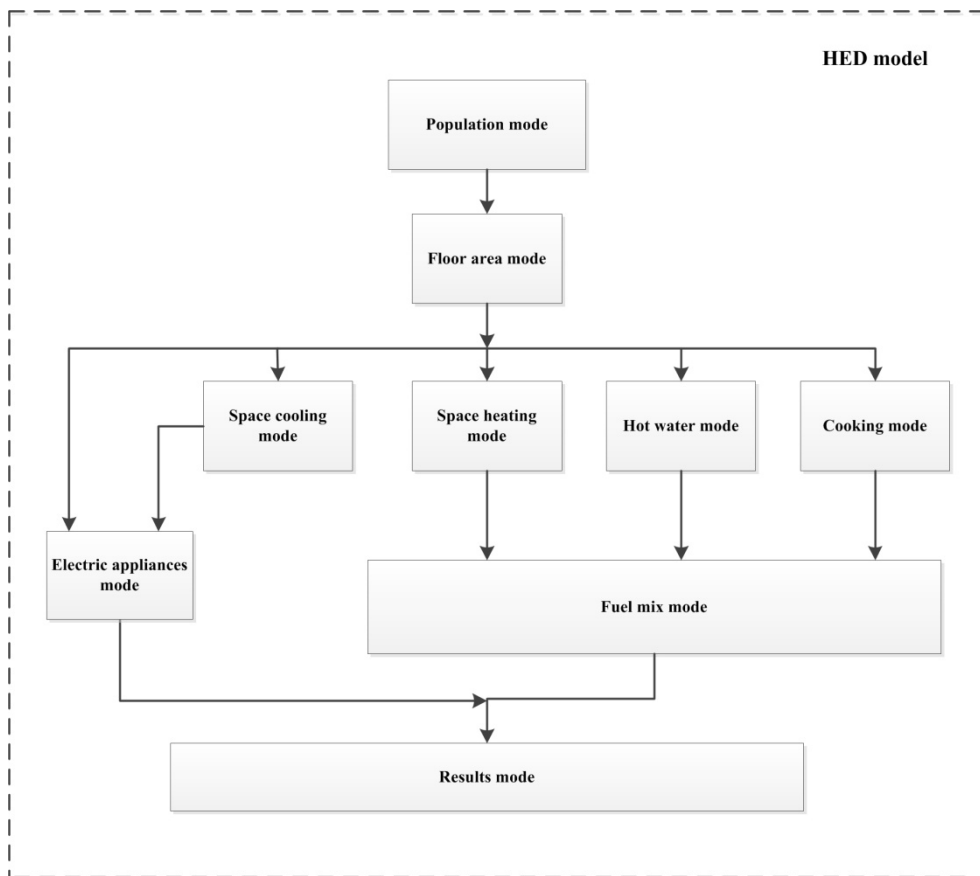 HED model
Population mode
Floor area mode
Space cooling
mode
Space heating
mode
Hot water mode
Cooking mode
Electric appliances
mode
Fuel mix mode
Results mode